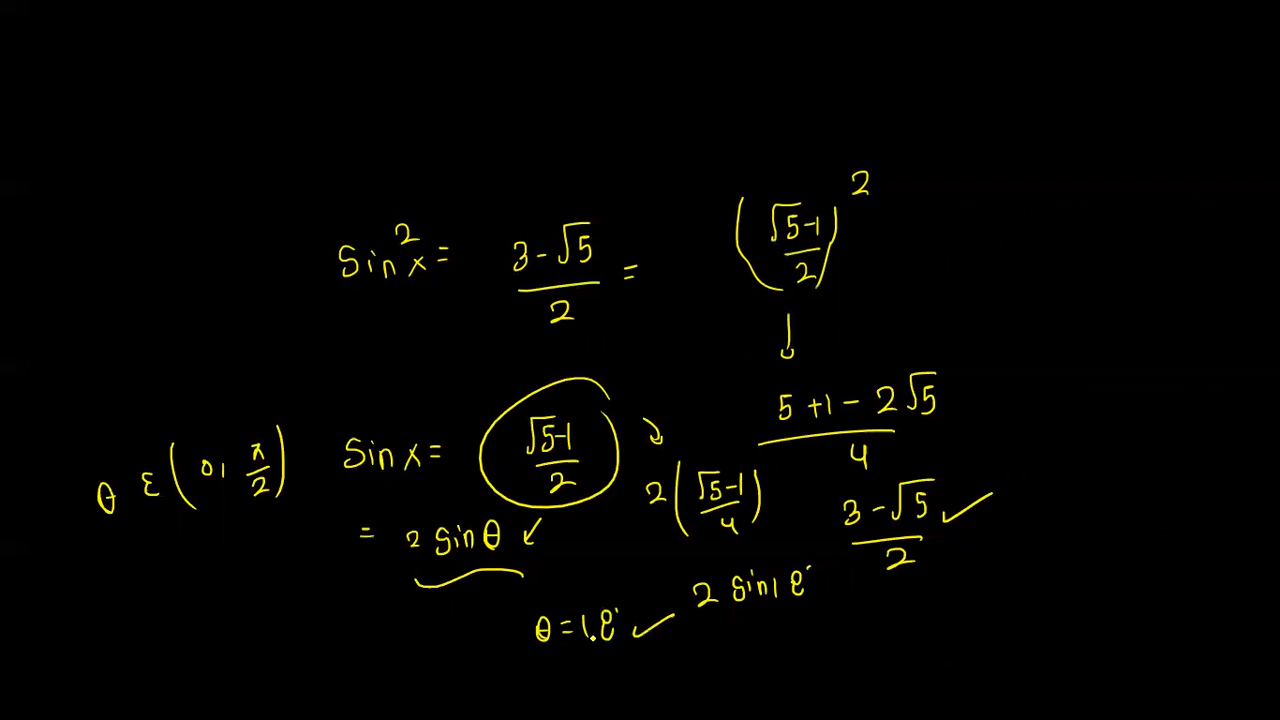 Sin²x = (3-√5)/2 = ((√5-1)/2)²
(5+1-2√5)/4
θ ε (0, π/2) Sin x = (√5-1)/2
2((√5-1)/4) (3-√5)/2 ✓
= 2 Sin θ ✓
2 Sin 18°
θ = 18° ✓